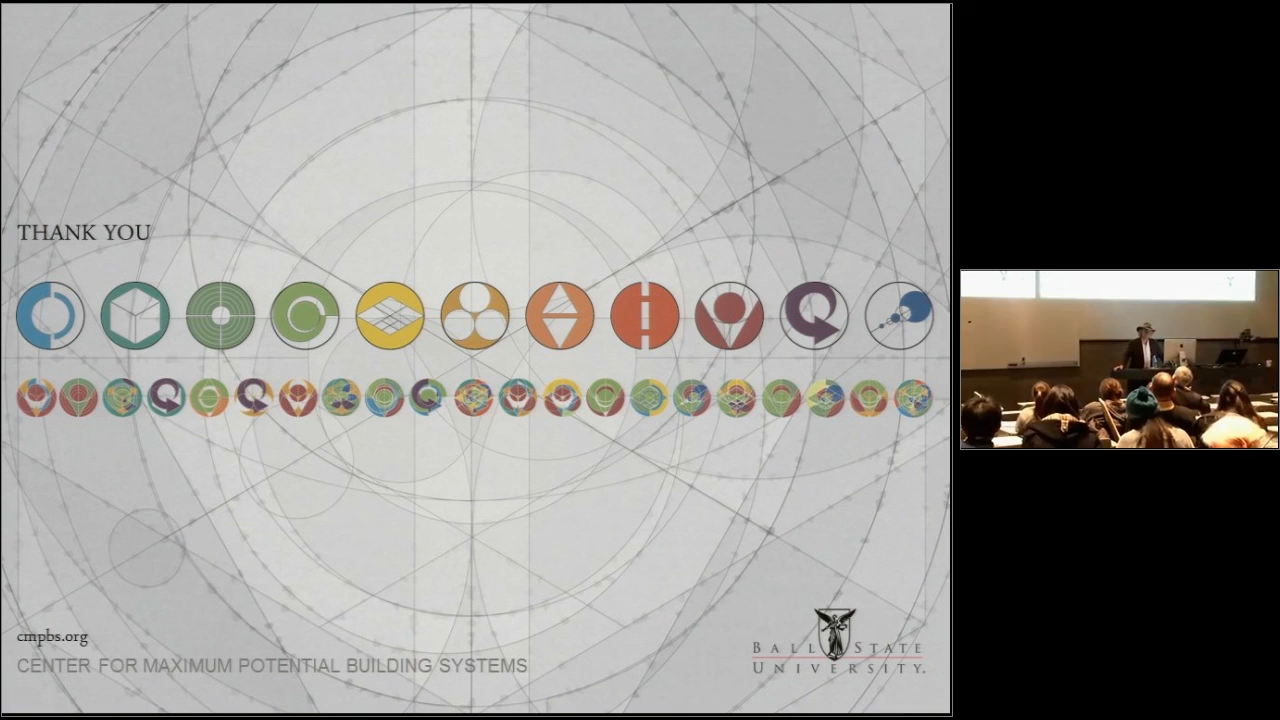 THANK YOU
cmpbs.org
CENTER FOR MAXIMUM POTENTIAL BUILDING SYSTEMS
BALL STATE
UNIVERSITY.